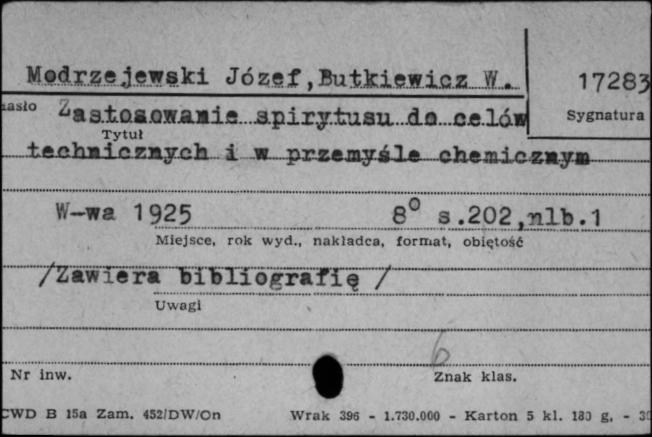 Modrzejewski Józef, Butkiewicz W. 17283
Zastosowanie spirytusu do celów Sygnatura
Tytuł
technicznych i w przemyśle chemicznym
W-wa 1925 8° s.202,nlb.1
Miejsce, rok wyd., nakładca, format, objętość
/Zawiera bibliografię /
Uwagi
6
Nr inw. Znak klas.
CWD B 15a Zam. 452/DW/On Wrak 396 - 1.730.000 - Karton 5 kl. 180 g. -